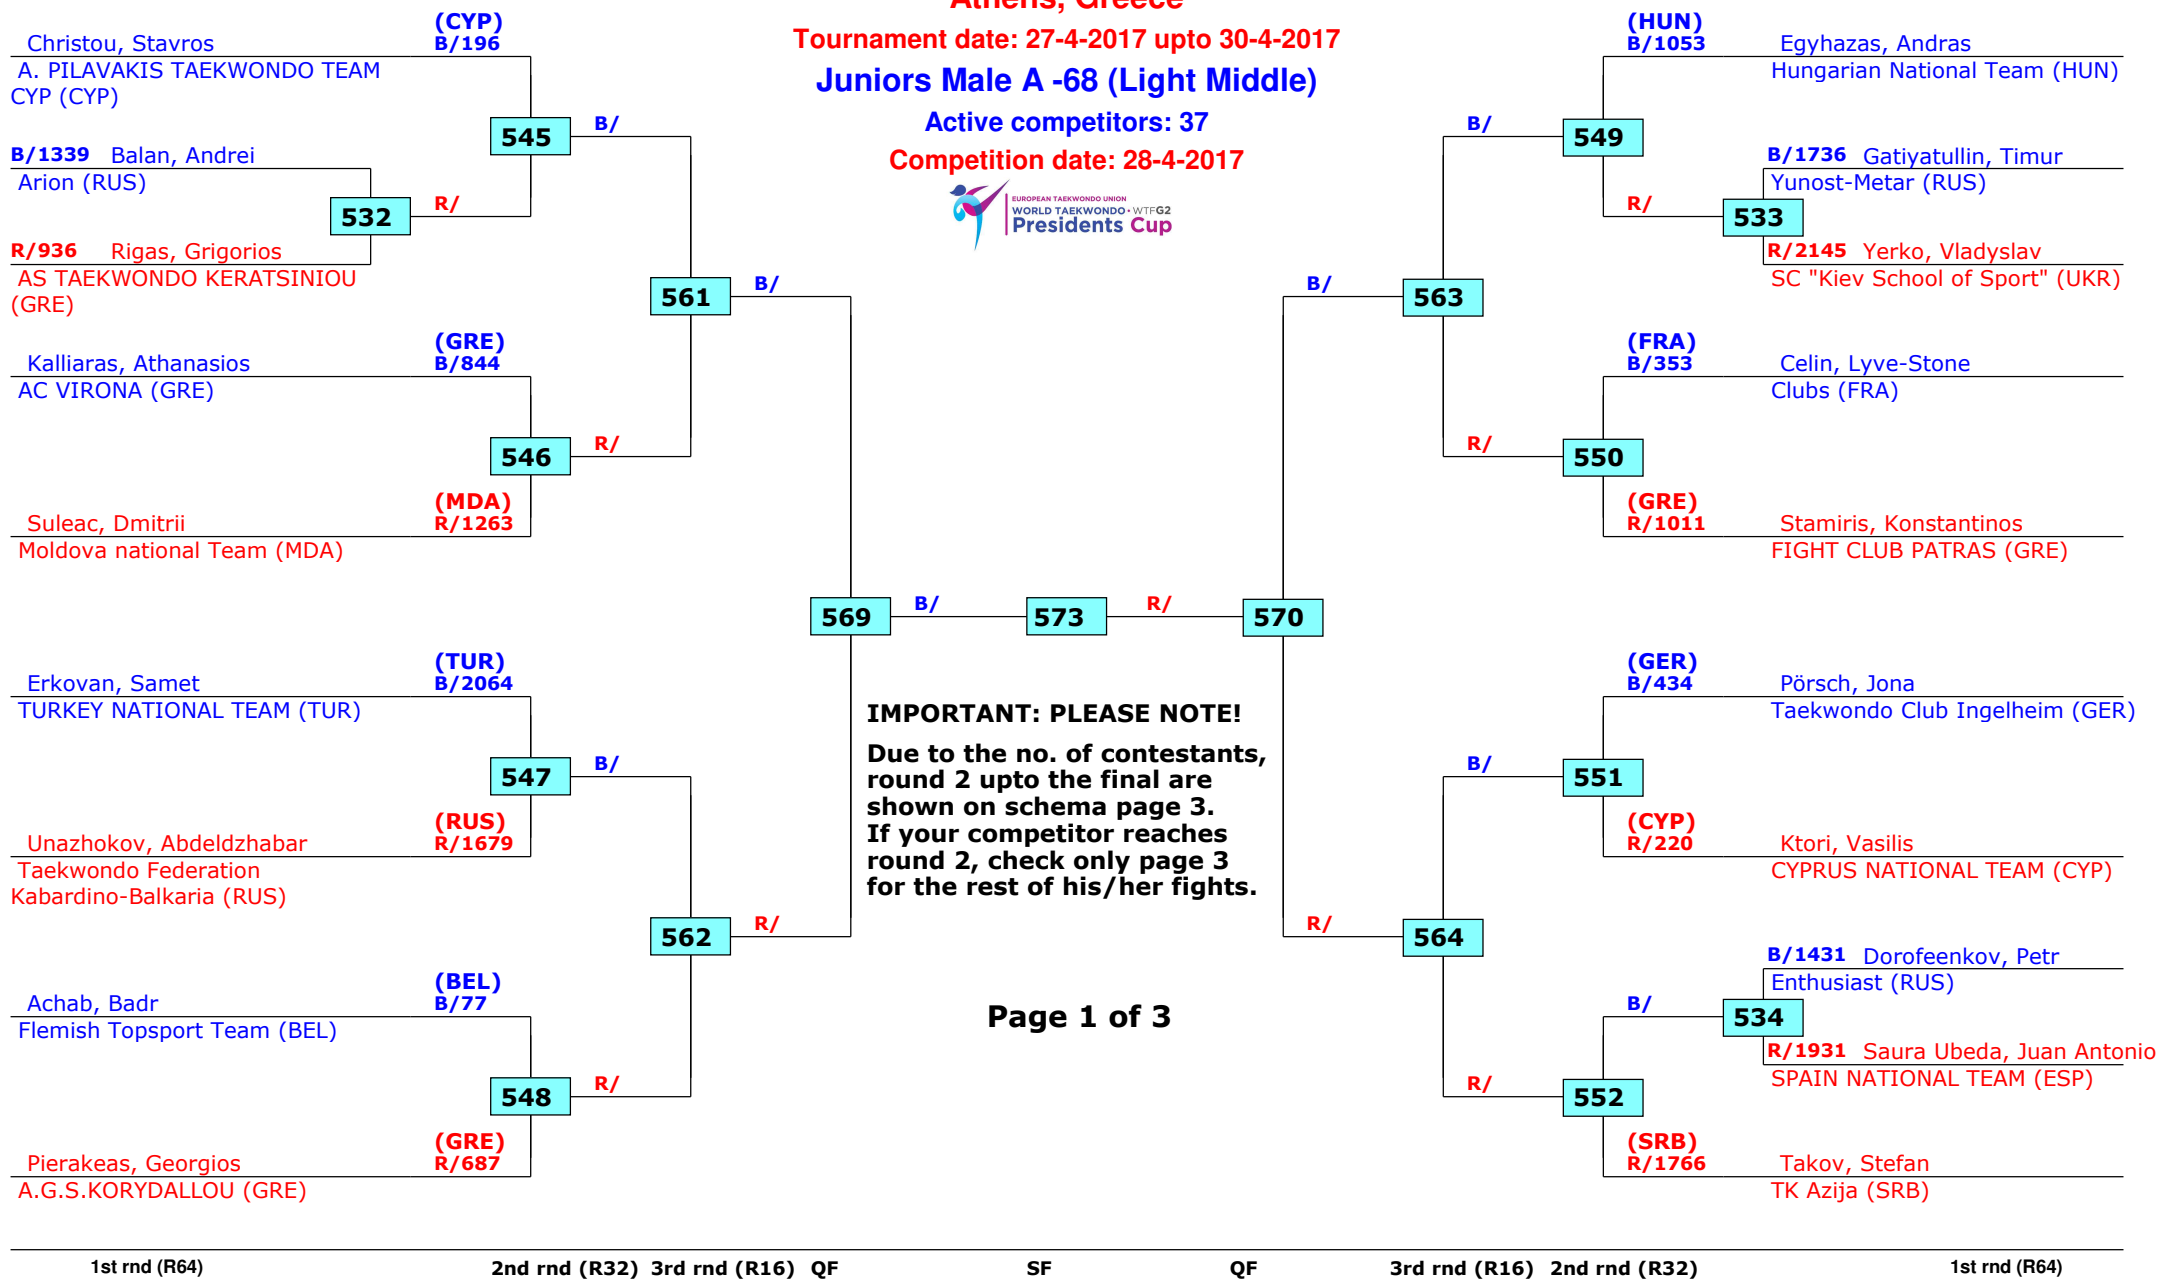 Athens, Greece
Tournament date: 27-4-2017 upto 30-4-2017
Juniors Male A -68 (Light Middle)
Active competitors: 37
Competition date: 28-4-2017
EUROPEAN TAEKWONDO UNION
WORLD TAEKWONDO • WTFG2
Presidents Cup
(CYP)
Christou, Stavros B/196
A. PILAVAKIS TAEKWONDO TEAM
CYP (CYP)
545 B/
B/1339 Balan, Andrei
Arion (RUS)
532 R/
R/936 Rigas, Grigorios
AS TAEKWONDO KERATSINIOU
(GRE)
561 B/
(GRE)
Kalliaras, Athanasios B/844
AC VIRONA (GRE)
546 R/
(MDA)
Suleac, Dmitrii R/1263
Moldova national Team (MDA)
569 B/ 573 R/ 570
(TUR)
Erkovan, Samet B/2064
TURKEY NATIONAL TEAM (TUR)
547 B/
(RUS)
Unazhokov, Abdeldzhabar R/1679
Taekwondo Federation
Kabardino-Balkaria (RUS)
562 R/
(BEL)
Achab, Badr B/77
Flemish Topsport Team (BEL)
548 R/
(GRE)
Pierakeas, Georgios R/687
A.G.S.KORYDALLOU (GRE)
IMPORTANT: PLEASE NOTE!
Due to the no. of contestants,
round 2 upto the final are
shown on schema page 3.
If your competitor reaches
round 2, check only page 3
for the rest of his/her fights.
Page 1 of 3
(HUN)
B/1053 Egyhazas, Andras
Hungarian National Team (HUN)
B/ 549
B/1736 Gatiyatullin, Timur
Yunost-Metar (RUS)
R/ 533
R/2145 Yerko, Vladyslav
SC "Kiev School of Sport" (UKR)
B/ 563
(FRA)
B/353 Celin, Lyve-Stone
Clubs (FRA)
R/ 550
(GRE)
R/1011 Stamiris, Konstantinos
FIGHT CLUB PATRAS (GRE)
(GER)
B/434 Pörsch, Jona
Taekwondo Club Ingelheim (GER)
B/ 551
(CYP)
R/220 Ktori, Vasilis
CYPRUS NATIONAL TEAM (CYP)
R/ 564
B/1431 Dorofeenkov, Petr
Enthusiast (RUS)
B/ 534
R/1931 Saura Ubeda, Juan Antonio
SPAIN NATIONAL TEAM (ESP)
R/ 552
(SRB)
R/1766 Takov, Stefan
TK Azija (SRB)
1st rnd (R64) 2nd rnd (R32) 3rd rnd (R16) QF SF QF 3rd rnd (R16) 2nd rnd (R32) 1st rnd (R64)